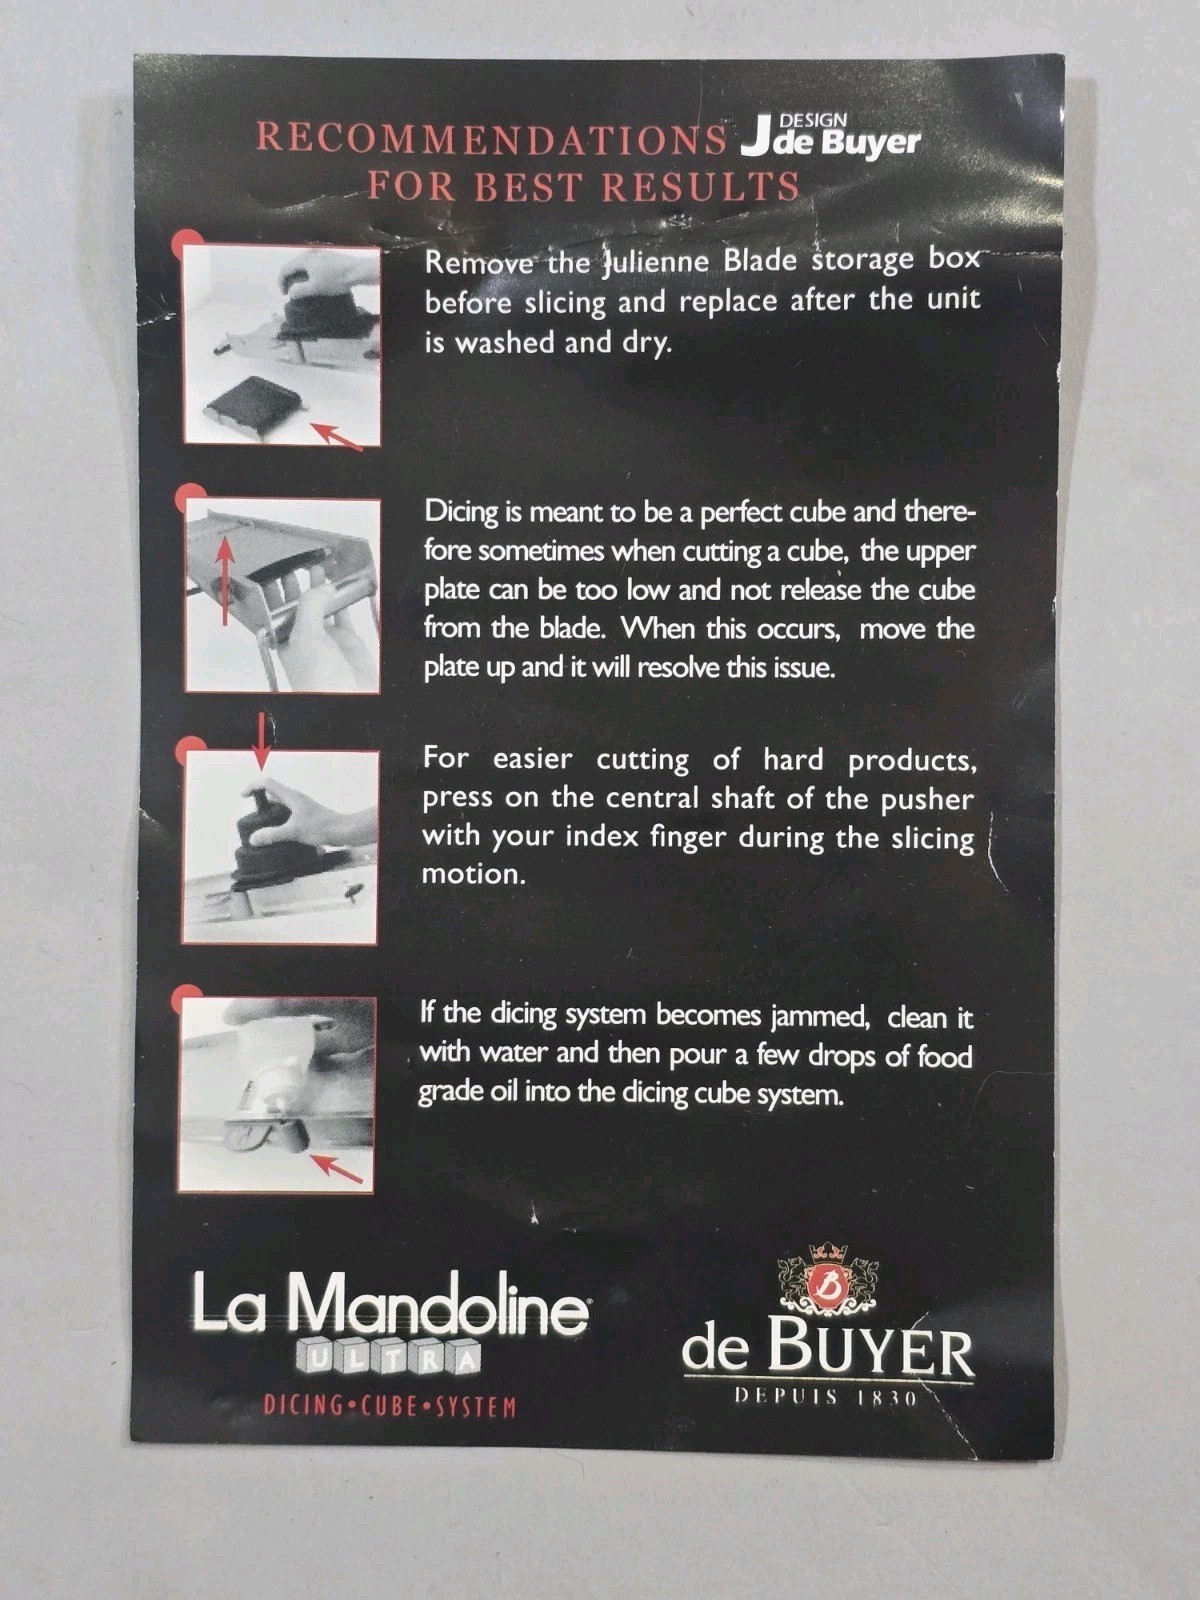 RECOMMENDATIONS
FOR BEST RESULTS
DESIGN
J de Buyer
Remove the Julienne Blade storage box
before slicing and replace after the unit
is washed and dry.
Dicing is meant to be a perfect cube and there-
fore sometimes when cutting a cube, the upper
plate can be too low and not release the cube
from the blade. When this occurs, move the
plate up and it will resolve this issue.
For easier cutting of hard products,
press on the central shaft of the pusher
with your index finger during the slicing
motion.
If the dicing system becomes jammed, clean it
with water and then pour a few drops of food
grade oil into the dicing cube system.
La Mandoline®
ULTRA
DICING•CUBE•SYSTEM
B
de BUYER
DEPUIS 1830